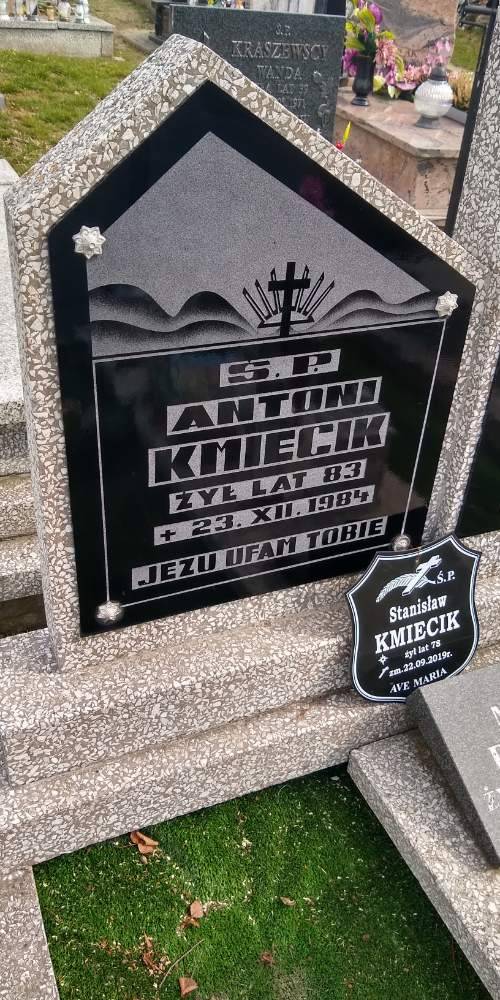 Ś.P.
KRASZEWSCY
WANDA
Ś.P.
ANTONI
KMIECIK
ŻYŁ LAT 83
+ 23.XII.1984
JEZU UFAM TOBIE
Ś.P.
Stanisław
KMIECIK
żył lat 78
zm.22.09.2019r.
AVE MARIA